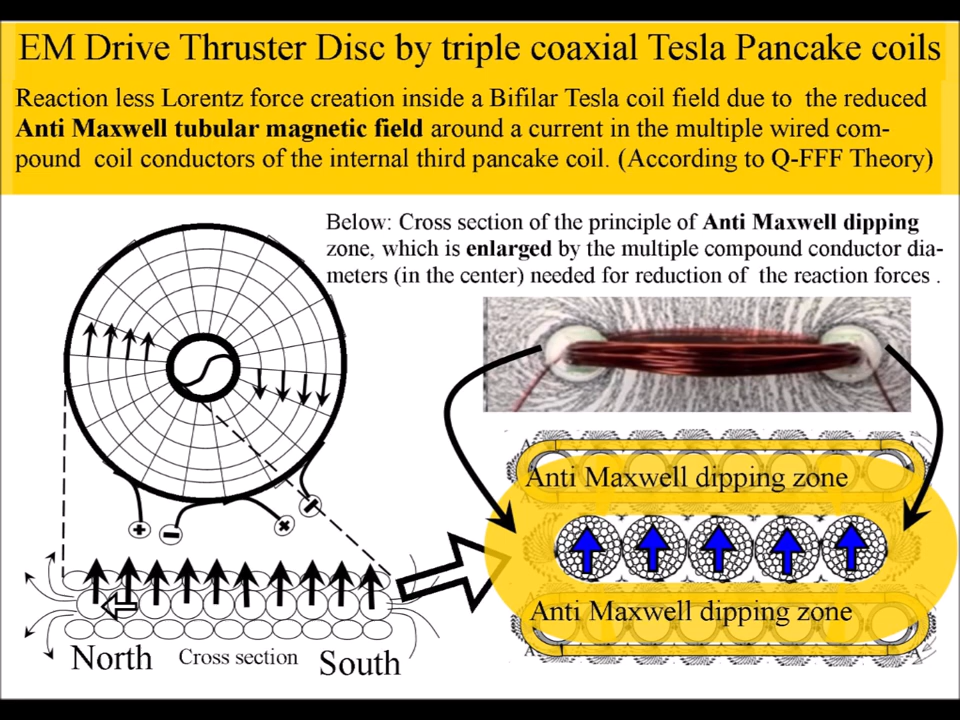 EM Drive Thruster Disc by triple coaxial Tesla Pancake coils
Reaction less Lorentz force creation inside a Bifilar Tesla coil field due to the reduced
Anti Maxwell tubular magnetic field around a current in the multiple wired com-
pound coil conductors of the internal third pancake coil. (According to Q-FFF Theory)
Below: Cross section of the principle of Anti Maxwell dipping
zone, which is enlarged by the multiple compound conductor dia-
meters (in the center) needed for reduction of the reaction forces .
Anti Maxwell dipping zone
Anti Maxwell dipping zone
North Cross section South